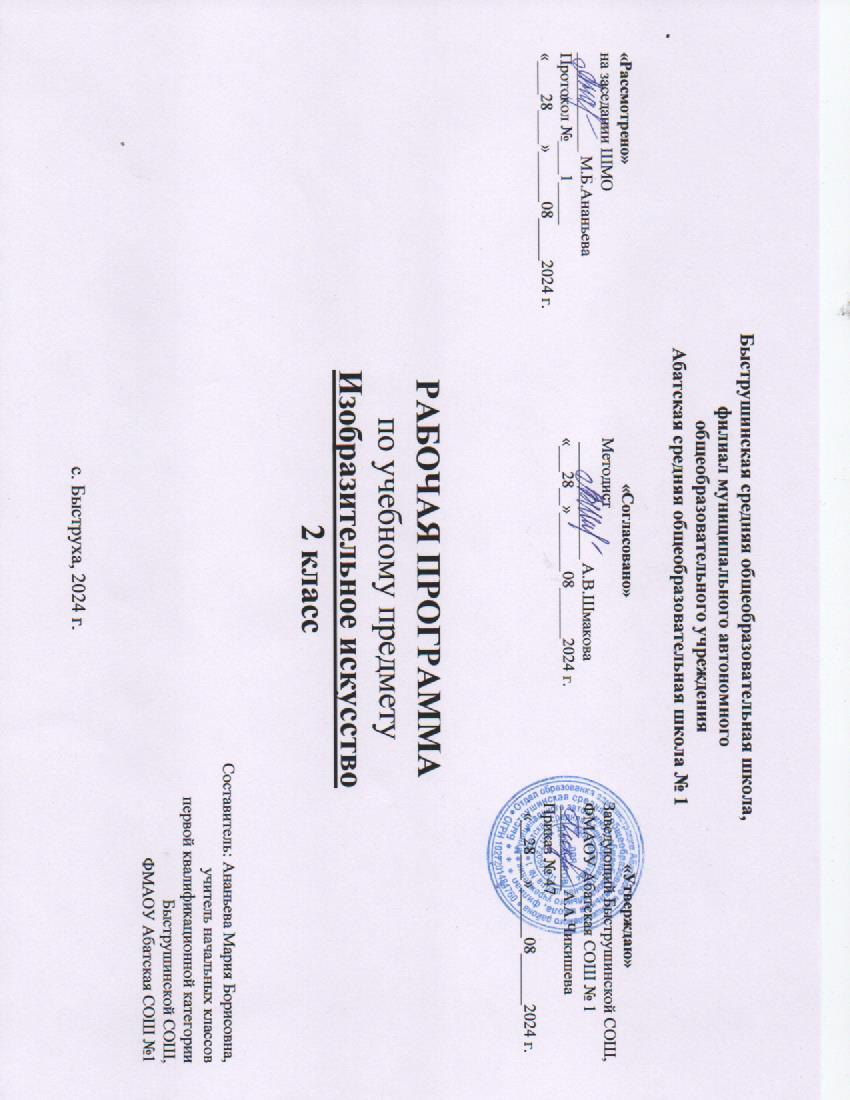 Быструшинская средняя общеобразовательная школа,
филиал муниципального автономного
общеобразовательного учреждения
Абатская средняя общеобразовательная школа № 1
«Рассмотрено»
на заседании ШМО
М.Б.Ананьева
Протокол № 1
« 28 » 08 2024 г.
«Согласовано»
Методист
А.В.Шмакова
« 28 » 08 2024 г.
«Утверждаю»
Заведующий Быструшинской СОШ,
ФМАОУ Абатская СОШ № 1
Л.А.Чикишева
Приказ № 47
« 28 » 08 2024 г.
РАБОЧАЯ ПРОГРАММА
по учебному предмету
Изобразительное искусство
2 класс
Составитель: Ананьева Мария Борисовна,
учитель начальных классов
первой квалификационной категории
Быструшинской СОШ,
ФМАОУ Абатская СОШ №1
с. Быструха, 2024 г.